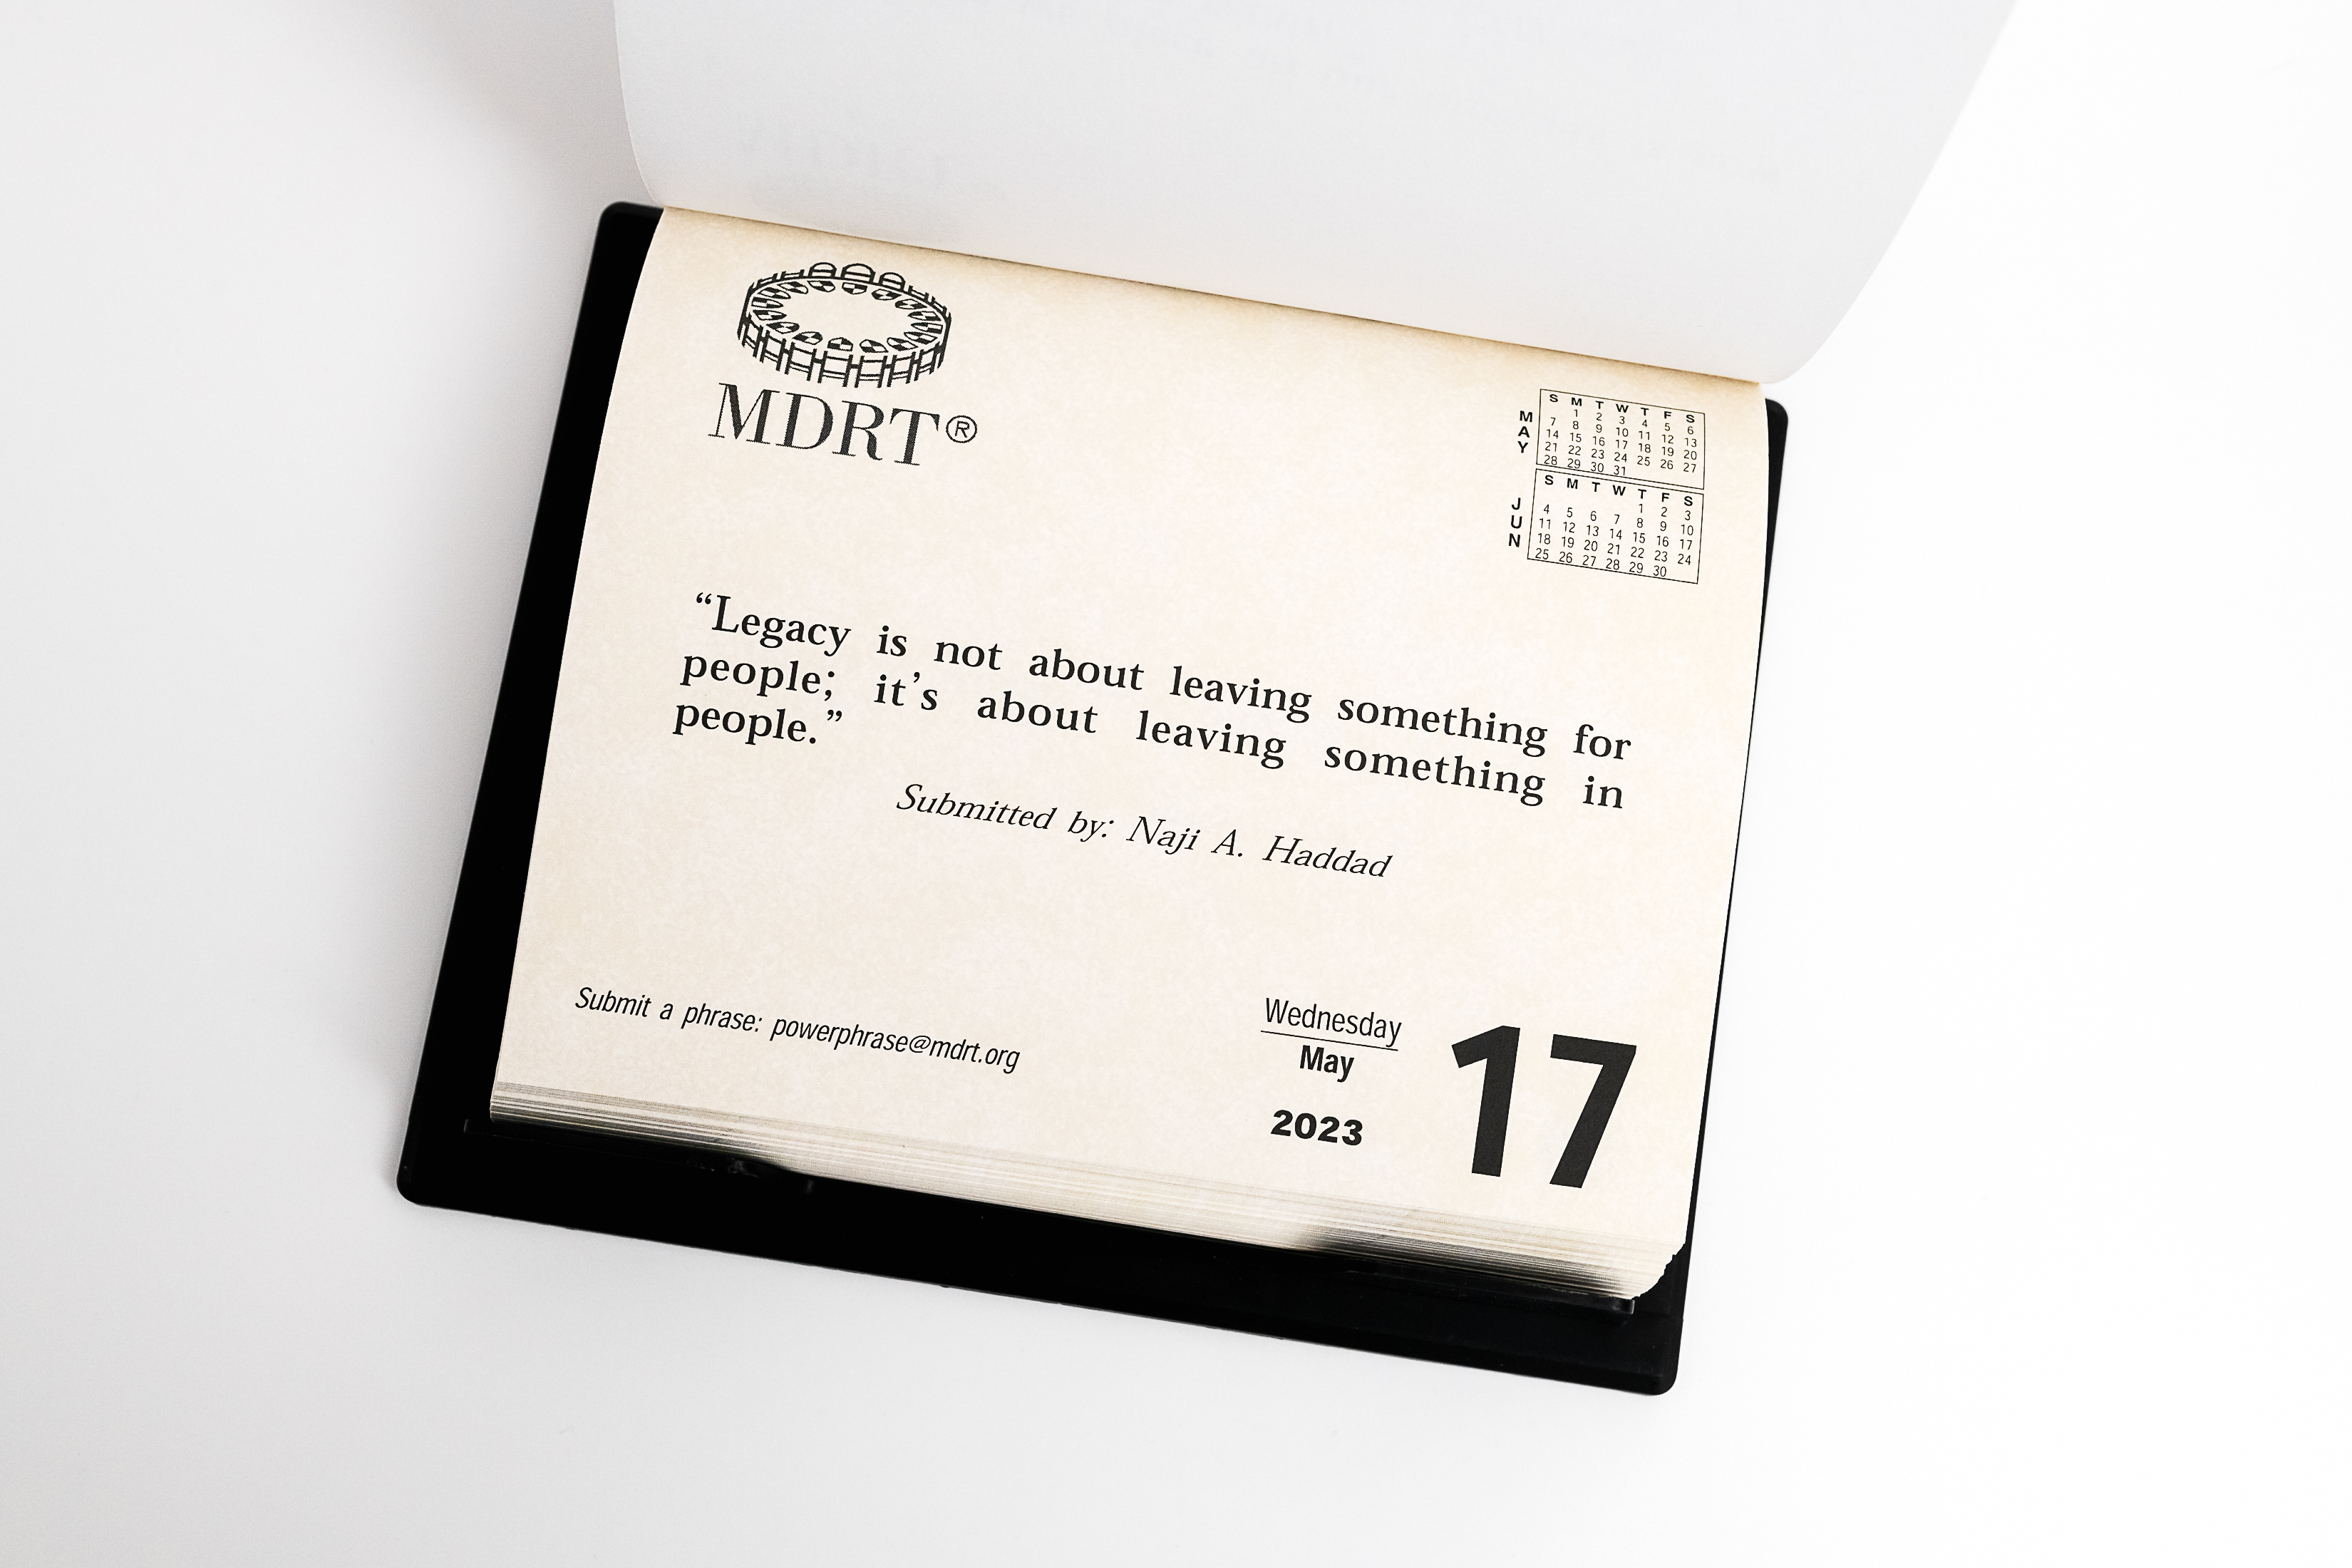 MDRT®
MAY
S M T W T F S
1 2 3 4 5 6
7 8 9 10 11 12 13
14 15 16 17 18 19 20
21 22 23 24 25 26 27
28 29 30 31
JUN
S M T W T F S
1 2 3
4 5 6 7 8 9 10
11 12 13 14 15 16 17
18 19 20 21 22 23 24
25 26 27 28 29 30
“Legacy is not about leaving something for
people; it’s about leaving something in
people.”
Submitted by: Naji A. Haddad
Submit a phrase: powerphrase@mdrt.org
Wednesday
May
2023
17